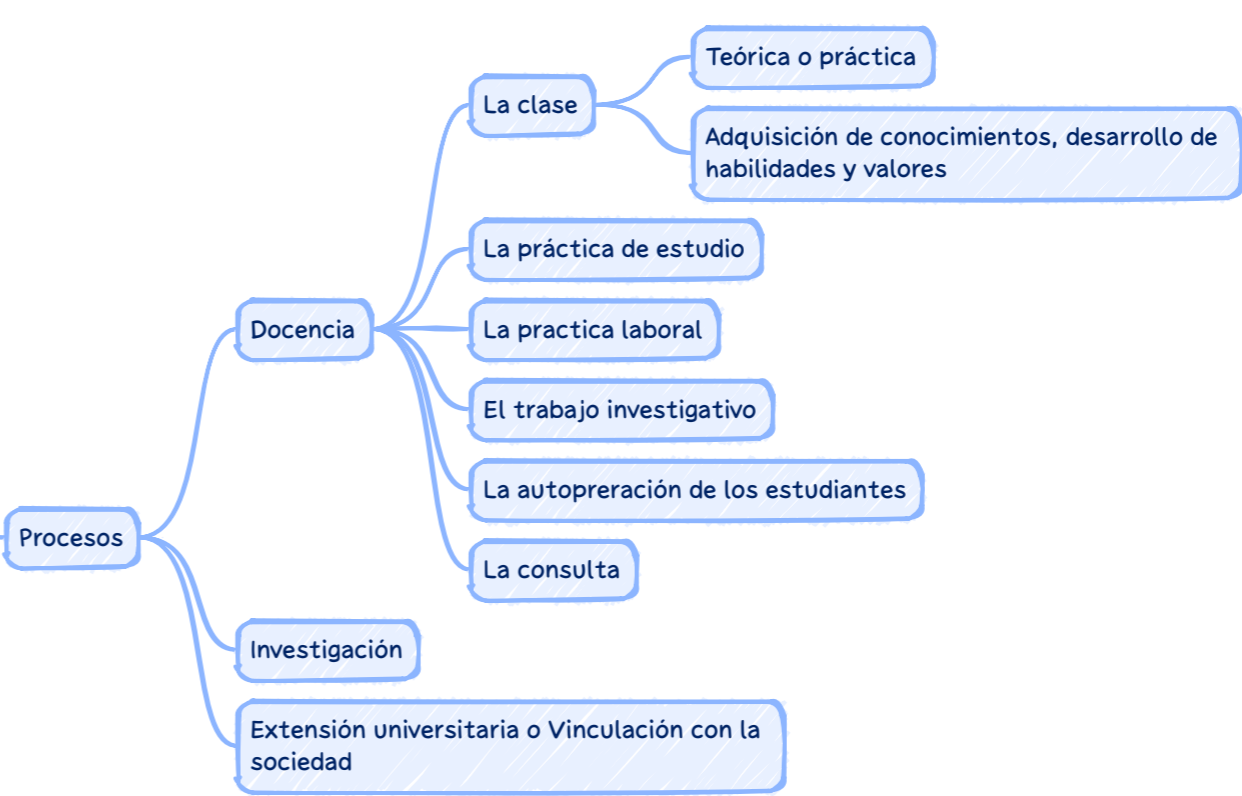 Teórica o práctica
La clase
Adquisición de conocimientos, desarrollo de
habilidades y valores
La práctica de estudio
Docencia
La practica laboral
El trabajo investigativo
La autopreración de los estudiantes
Procesos
La consulta
Investigación
Extensión universitaria o Vinculación con la
sociedad